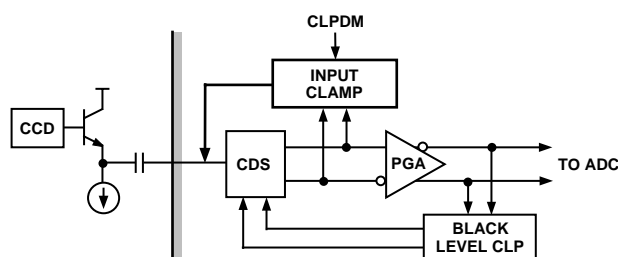 CLPDM
INPUT
CLAMP
CCD
CDS
PGA
TO ADC
BLACK
LEVEL CLP